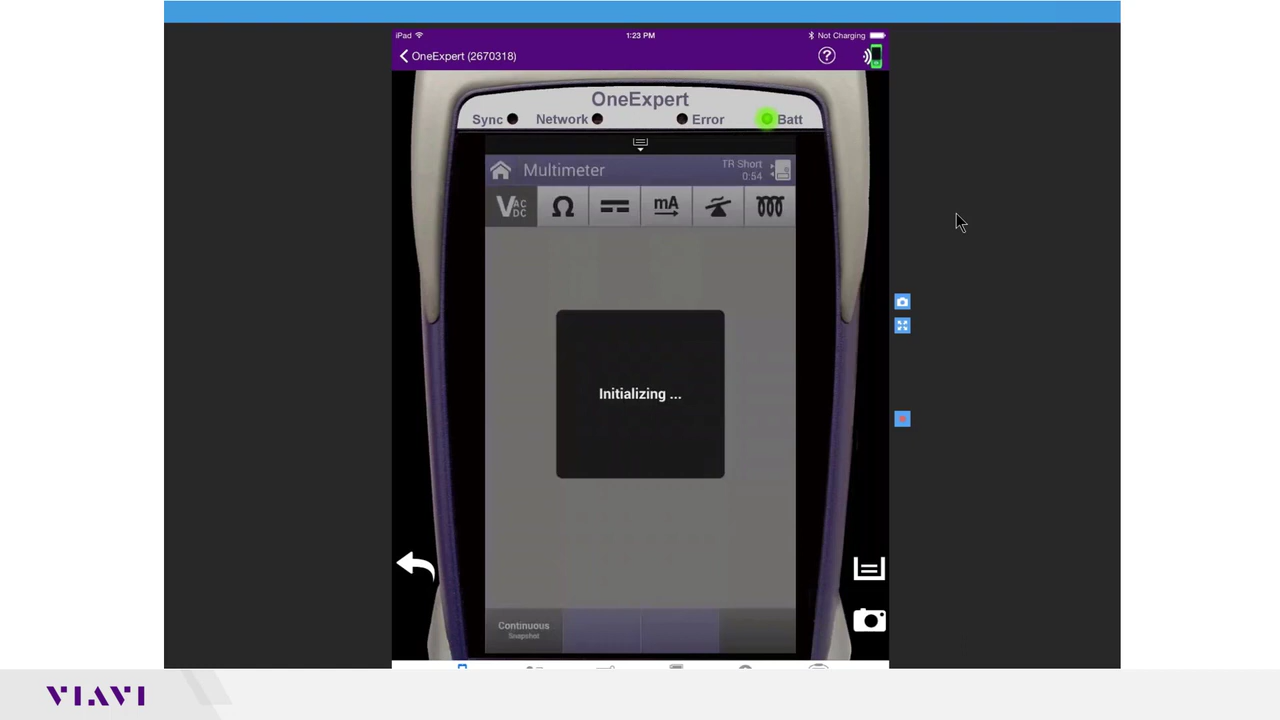 iPad 1:23 PM Not Charging
OneExpert (2670318) ?
OneExpert
Sync Network Error Batt
Multimeter TR Short
0:54
VAC DC Ω mA
Initializing ...
Continuous
Snapshot
VIAVI